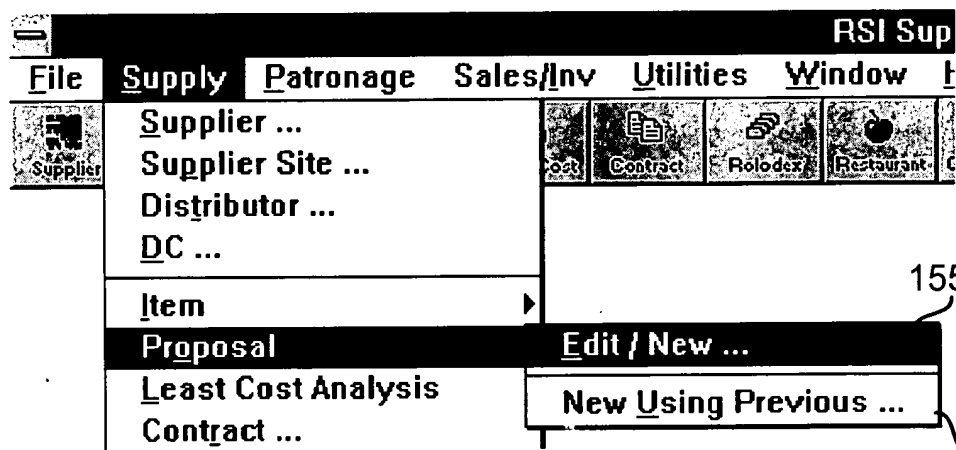 RSI Sup
File Supply Patronage Sales/Inv Utilities Window
Supplier Cost Contract Rolodex Restaurant
Supplier ...
Supplier Site ...
Distributor ...
DC ...
155
Item
Proposal
Edit / New ...
Least Cost Analysis
New Using Previous ...
Contract ...